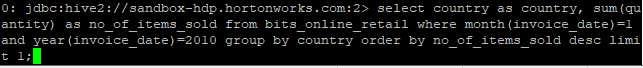 0: jdbc:hive2://sandbox-hdp.hortonworks.com:2> select country as country, sum(qu
antity) as no_of_items_sold from bits_online_retail where month(invoice_date)=1
and year(invoice_date)=2010 group by country order by no_of_items_sold desc limi
t 1;